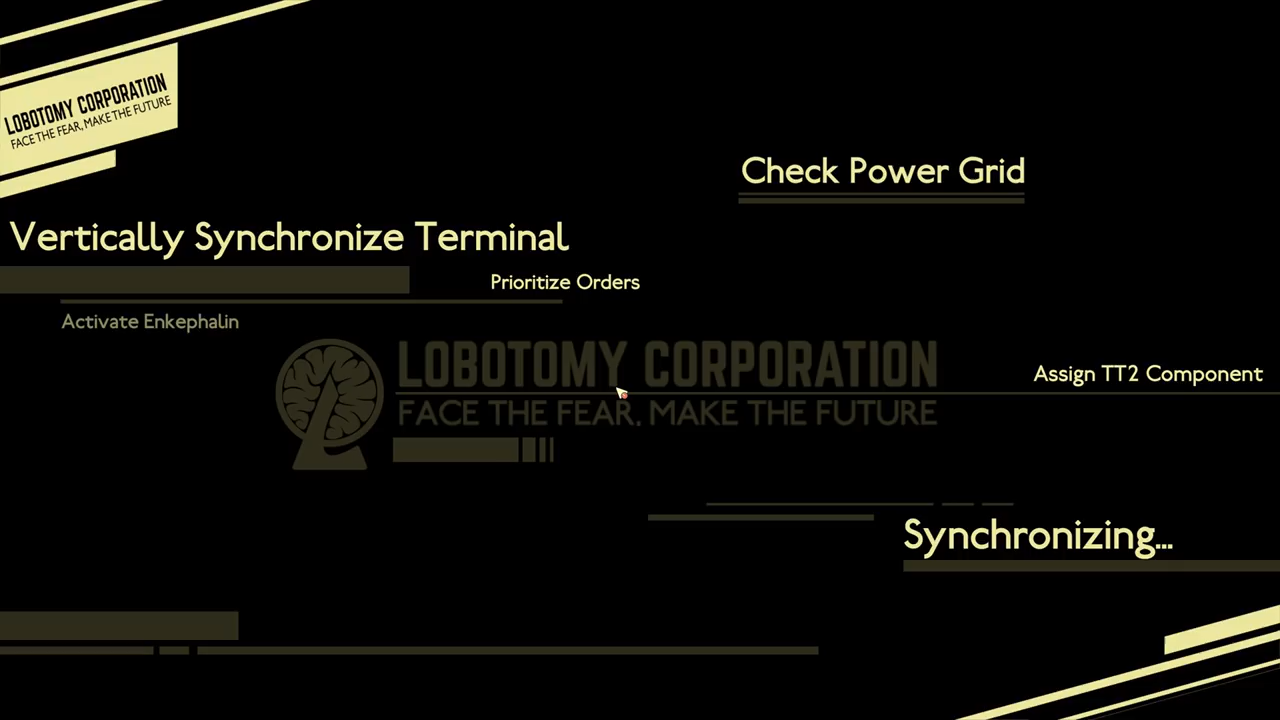 LOBOTOMY CORPORATION
FACE THE FEAR, MAKE THE FUTURE
Check Power Grid
Vertically Synchronize Terminal
Prioritize Orders
Activate Enkephalin
LOBOTOMY CORPORATION
FACE THE FEAR, MAKE THE FUTURE
Assign TT2 Component
Synchronizing...